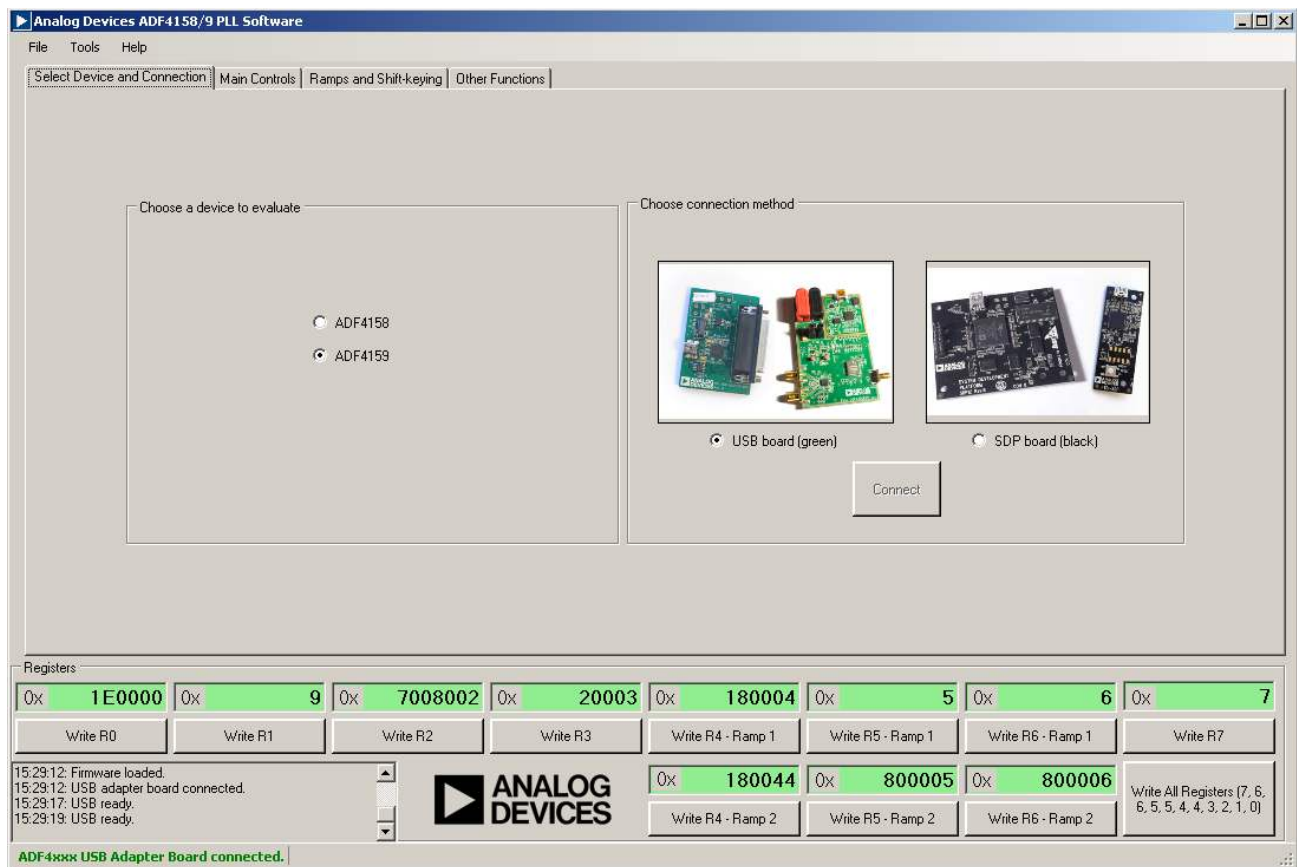 Analog Devices ADF4158/9 PLL Software
File Tools Help
Select Device and Connection Main Controls Ramps and Shift-keying Other Functions
Choose a device to evaluate
ADF4158
ADF4159
Choose connection method
ANALOG DEVICES
SYSTEM DEVELOPMENT
PLATFORM
USB board (green) SDP board (black)
Connect
Registers
0x 1E0000 0x 9 0x 7008002 0x 20003 0x 180004 0x 5 0x 6 0x 7
Write R0 Write R1 Write R2 Write R3 Write R4 - Ramp 1 Write R5 - Ramp 1 Write R6 - Ramp 1 Write R7
15:29:12: Firmware loaded.
15:29:12: USB adapter board connected.
15:29:17: USB ready.
15:29:19: USB ready.
ANALOG
DEVICES
0x 180044 0x 800005 0x 800006
Write R4 - Ramp 2 Write R5 - Ramp 2 Write R6 - Ramp 2
Write All Registers (7, 6,
6, 5, 5, 4, 4, 3, 2, 1, 0)
ADF4xxx USB Adapter Board connected.